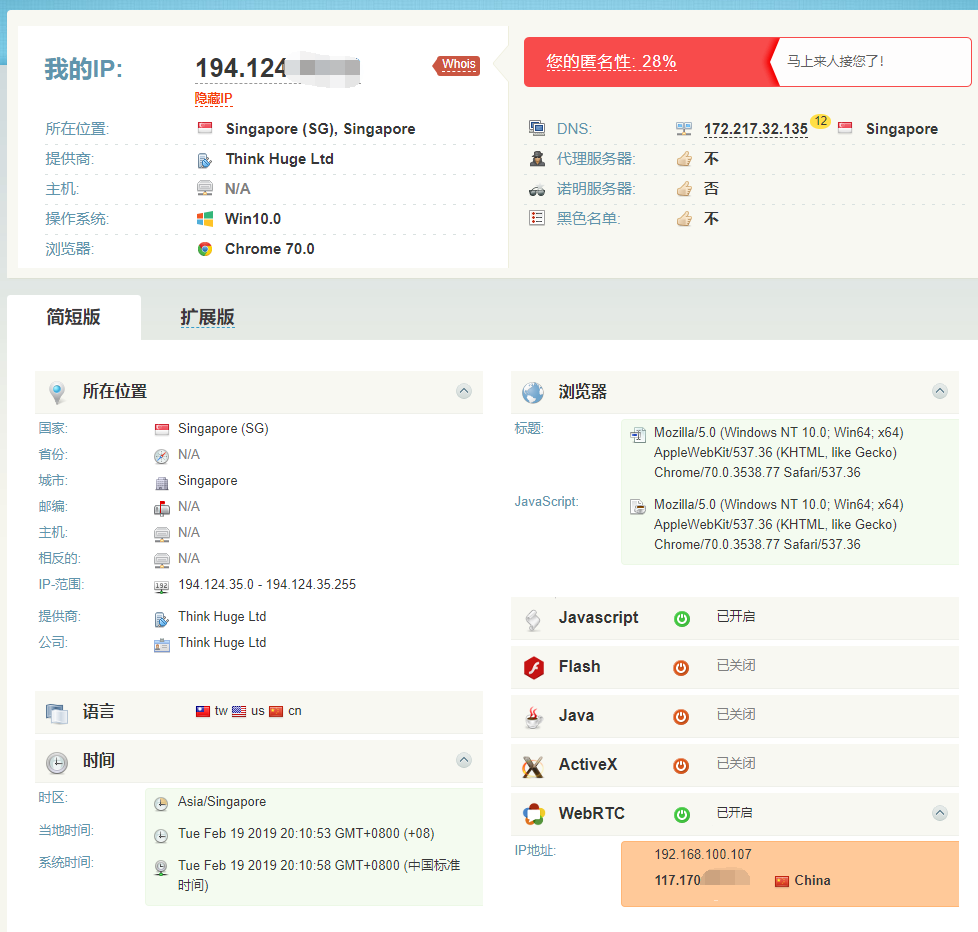 我的IP:
194.124
Whois
隐藏IP
所在位置: Singapore (SG), Singapore
提供商: Think Huge Ltd
主机: N/A
操作系统: Win10.0
浏览器: Chrome 70.0
您的匿名性: 28%
马上来人接您了!
DNS: 172.217.32.135 12 Singapore
代理服务器: 不
诺明服务器: 否
黑色名单: 不
简短版
扩展版
所在位置
国家: Singapore (SG)
省份: N/A
城市: Singapore
邮编: N/A
主机: N/A
相反的: N/A
IP-范围: 194.124.35.0 - 194.124.35.255
提供商: Think Huge Ltd
公司: Think Huge Ltd
语言 tw us cn
时间
时区: Asia/Singapore
当地时间: Tue Feb 19 2019 20:10:53 GMT+0800 (+08)
系统时间: Tue Feb 19 2019 20:10:58 GMT+0800 (中国标准
时间)
浏览器
标题: Mozilla/5.0 (Windows NT 10.0; Win64; x64)
AppleWebKit/537.36 (KHTML, like Gecko)
Chrome/70.0.3538.77 Safari/537.36
JavaScript: Mozilla/5.0 (Windows NT 10.0; Win64; x64)
AppleWebKit/537.36 (KHTML, like Gecko)
Chrome/70.0.3538.77 Safari/537.36
Javascript 已开启
Flash 已关闭
Java 已关闭
ActiveX 已关闭
WebRTC 已开启
IP地址: 192.168.100.107
117.170
China